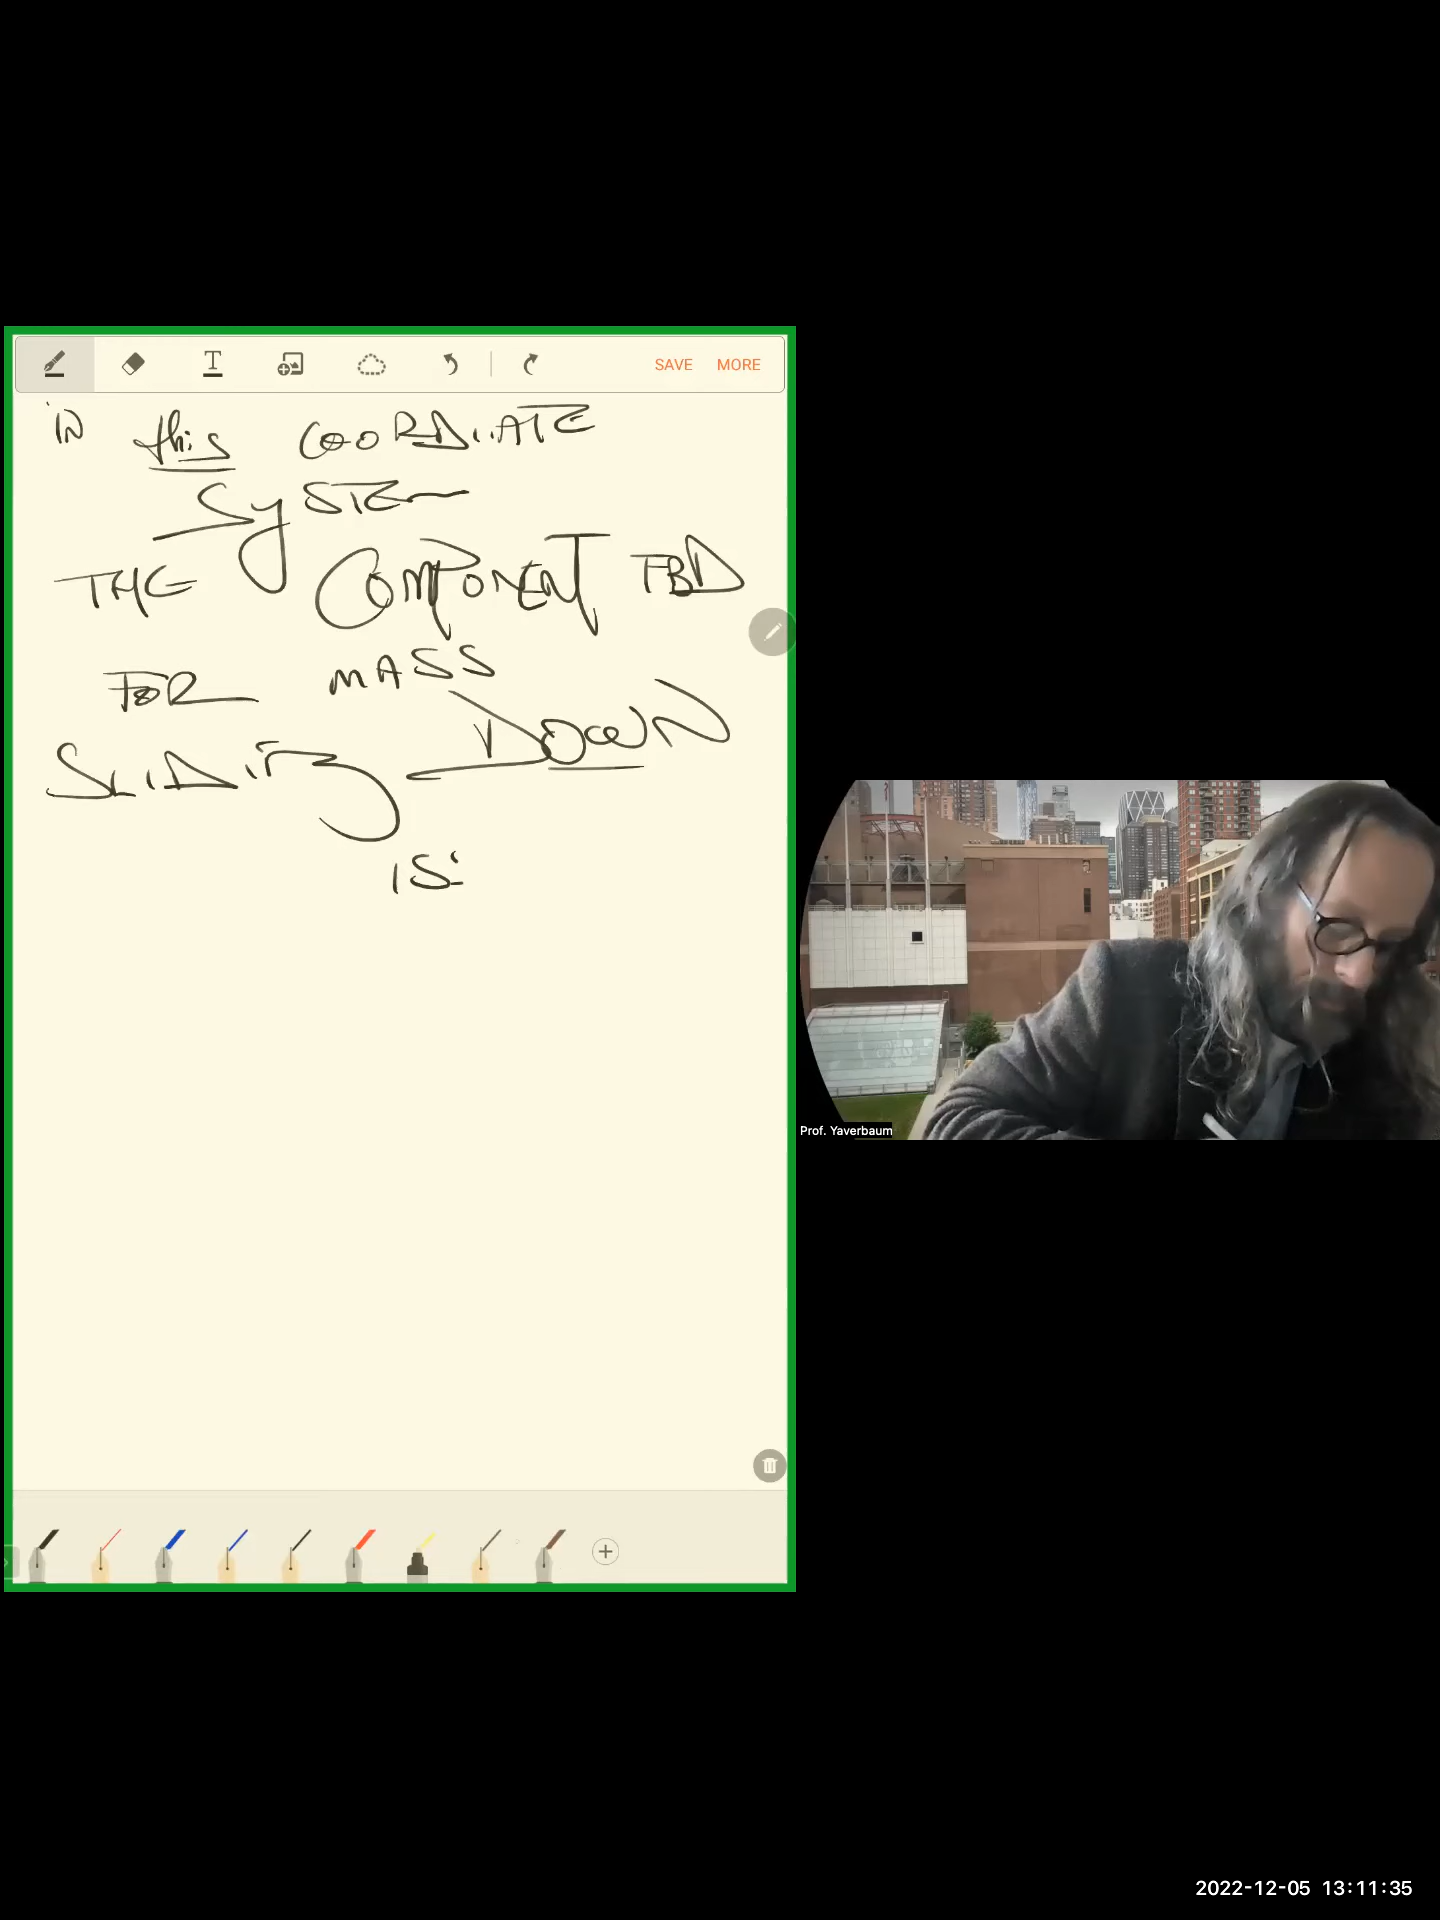 T
SAVE MORE
IN this COORDINATE
SYSTEM
THE COMPONENT FBD
FOR MASS
SLIDING DOWN
IS:
Prof. Yaverbaum
2022-12-05 13:11:35